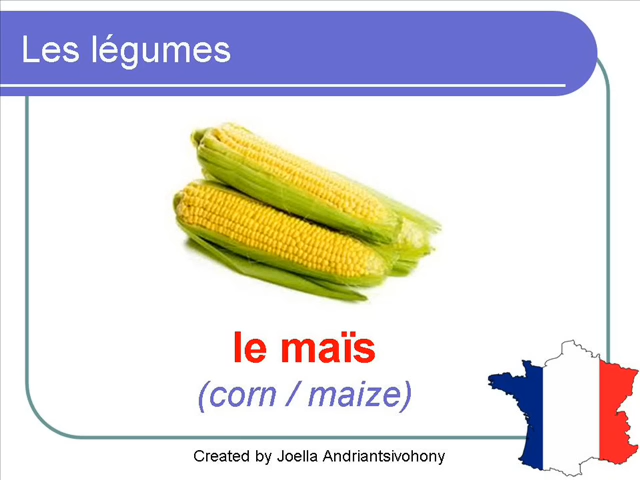 Les légumes
le maïs
(corn / maize)
Created by Joella Andriantsivohony